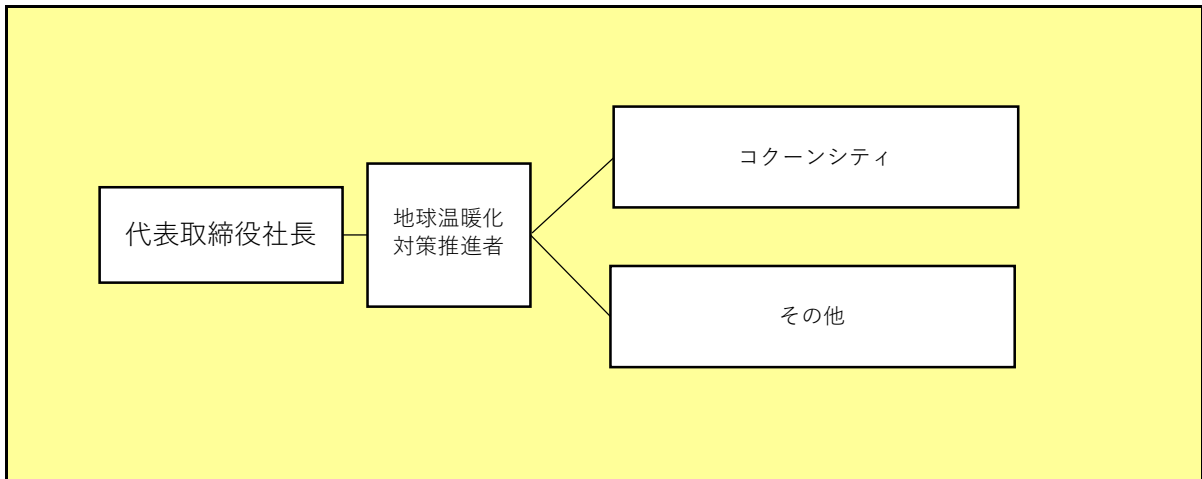 代表取締役社長
地球温暖化
対策推進者
コクーンシティ
その他